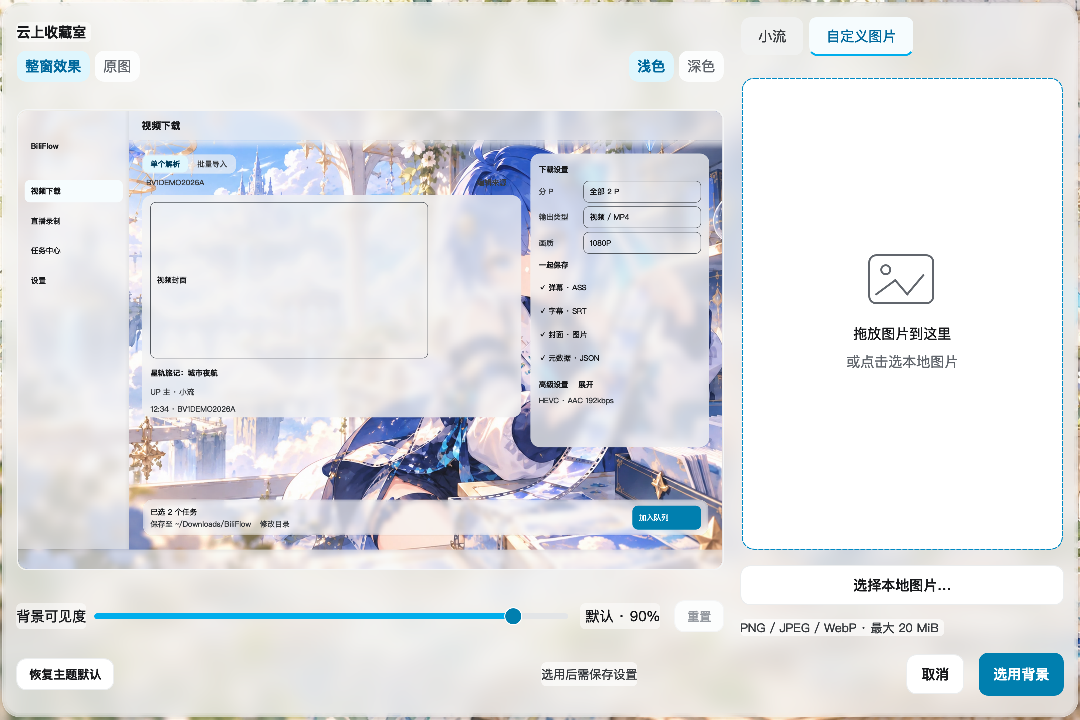 云上收藏室
小流
自定义图片
整窗效果
原图
浅色
深色
BiliFlow
视频下载
直播录制
任务中心
设置
视频下载
单个解析
批量导入
BV1DEMO2026A
视频封面
星轨旅记：城市夜航
UP 主 · 小流
12:34 · BV1DEMO2026A
下载设置
分 P
全部 2 P
输出类型
视频 / MP4
画质
1080P
一起保存
✓ 弹幕 · ASS
✓ 字幕 · SRT
✓ 封面 · 图片
✓ 元数据 · JSON
高级设置 展开
HEVC · AAC 192kbps
已选 2 个任务
保存至 ~/Downloads/BiliFlow 修改目录
加入队列
拖放图片到这里
或点击选本地图片
选择本地图片...
PNG / JPEG / WebP · 最大 20 MiB
背景可见度
默认 · 90%
重置
恢复主题默认
选用后需保存设置
取消
选用背景